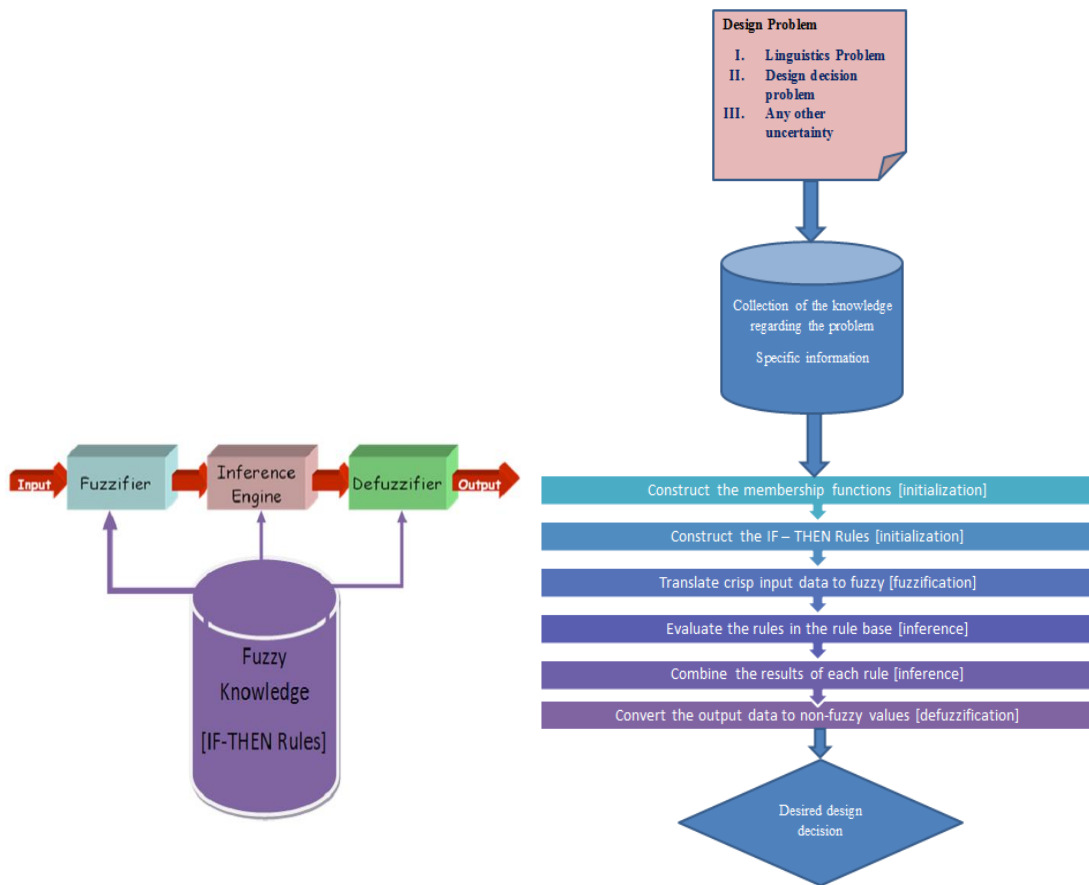 Input
Fuzzifier
Inference
Engine
Defuzzifier
Output
Fuzzy
Knowledge
[IF-THEN Rules]
Design Problem
I. Linguistics Problem
II. Design decision
problem
III. Any other
uncertainty
Collection of the knowledge
regarding the problem
Specific information
Construct the membership functions [initialization]
Construct the IF – THEN Rules [initialization]
Translate crisp input data to fuzzy [fuzzification]
Evaluate the rules in the rule base [inference]
Combine the results of each rule [inference]
Convert the output data to non-fuzzy values [defuzzification]
Desired design
decision